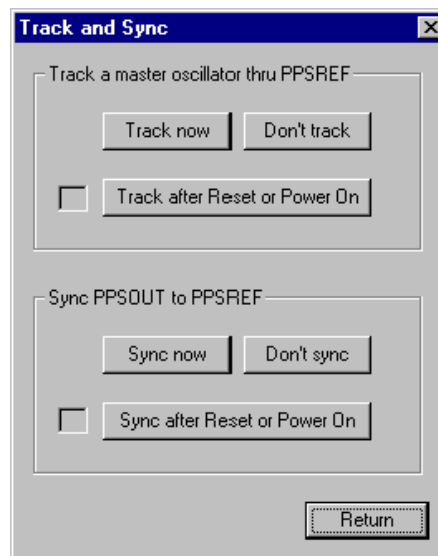 Track and Sync
Track a master oscillator thru PPSREF
Track now Don't track
Track after Reset or Power On
Sync PPSOUT to PPSREF
Sync now Don't sync
Sync after Reset or Power On
Return